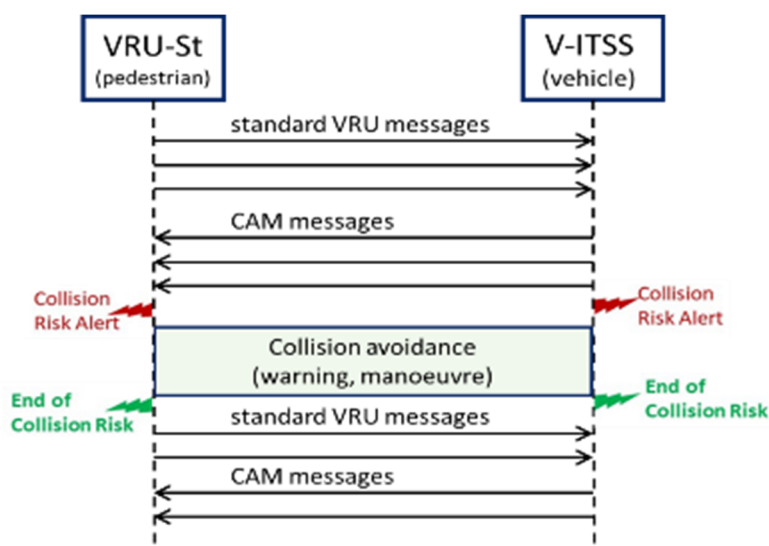 VRU-St
(pedestrian)
V-ITSS
(vehicle)
standard VRU messages
CAM messages
Collision
Risk Alert
Collision
Risk Alert
Collision avoidance
(warning, manoeuvre)
End of
Collision Risk
End of
Collision Risk
standard VRU messages
CAM messages